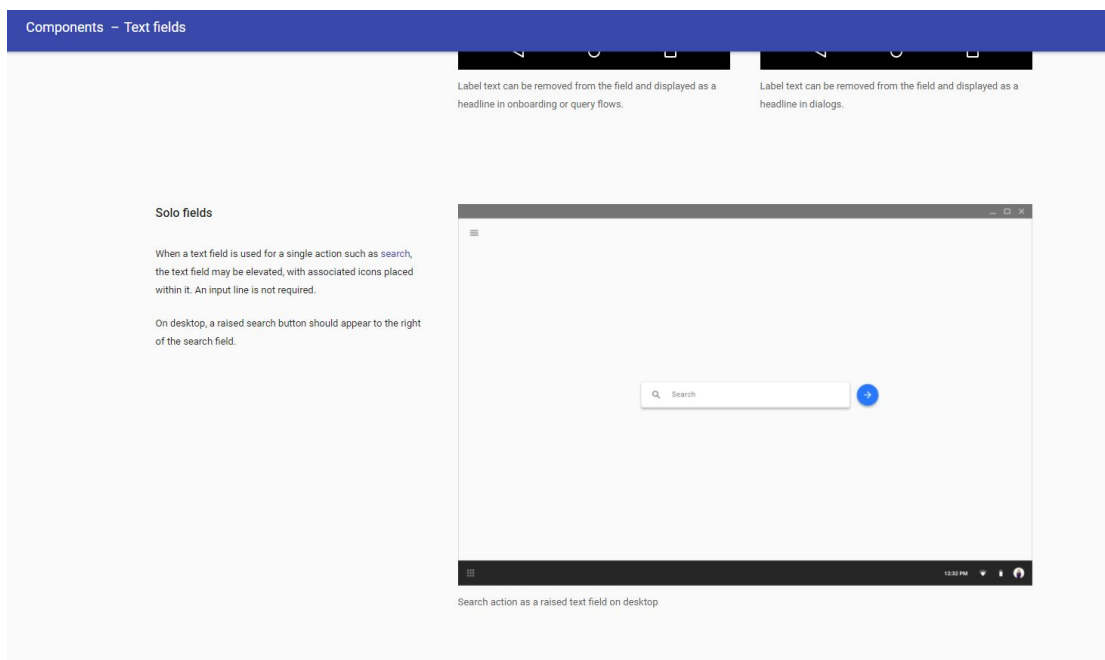 Components – Text fields
Label text can be removed from the field and displayed as a
headline in onboarding or query flows.
Label text can be removed from the field and displayed as a
headline in dialogs.
Solo fields
When a text field is used for a single action such as search,
the text field may be elevated, with associated icons placed
within it. An input line is not required.
On desktop, a raised search button should appear to the right
of the search field.
Search
12:32 PM
Search action as a raised text field on desktop